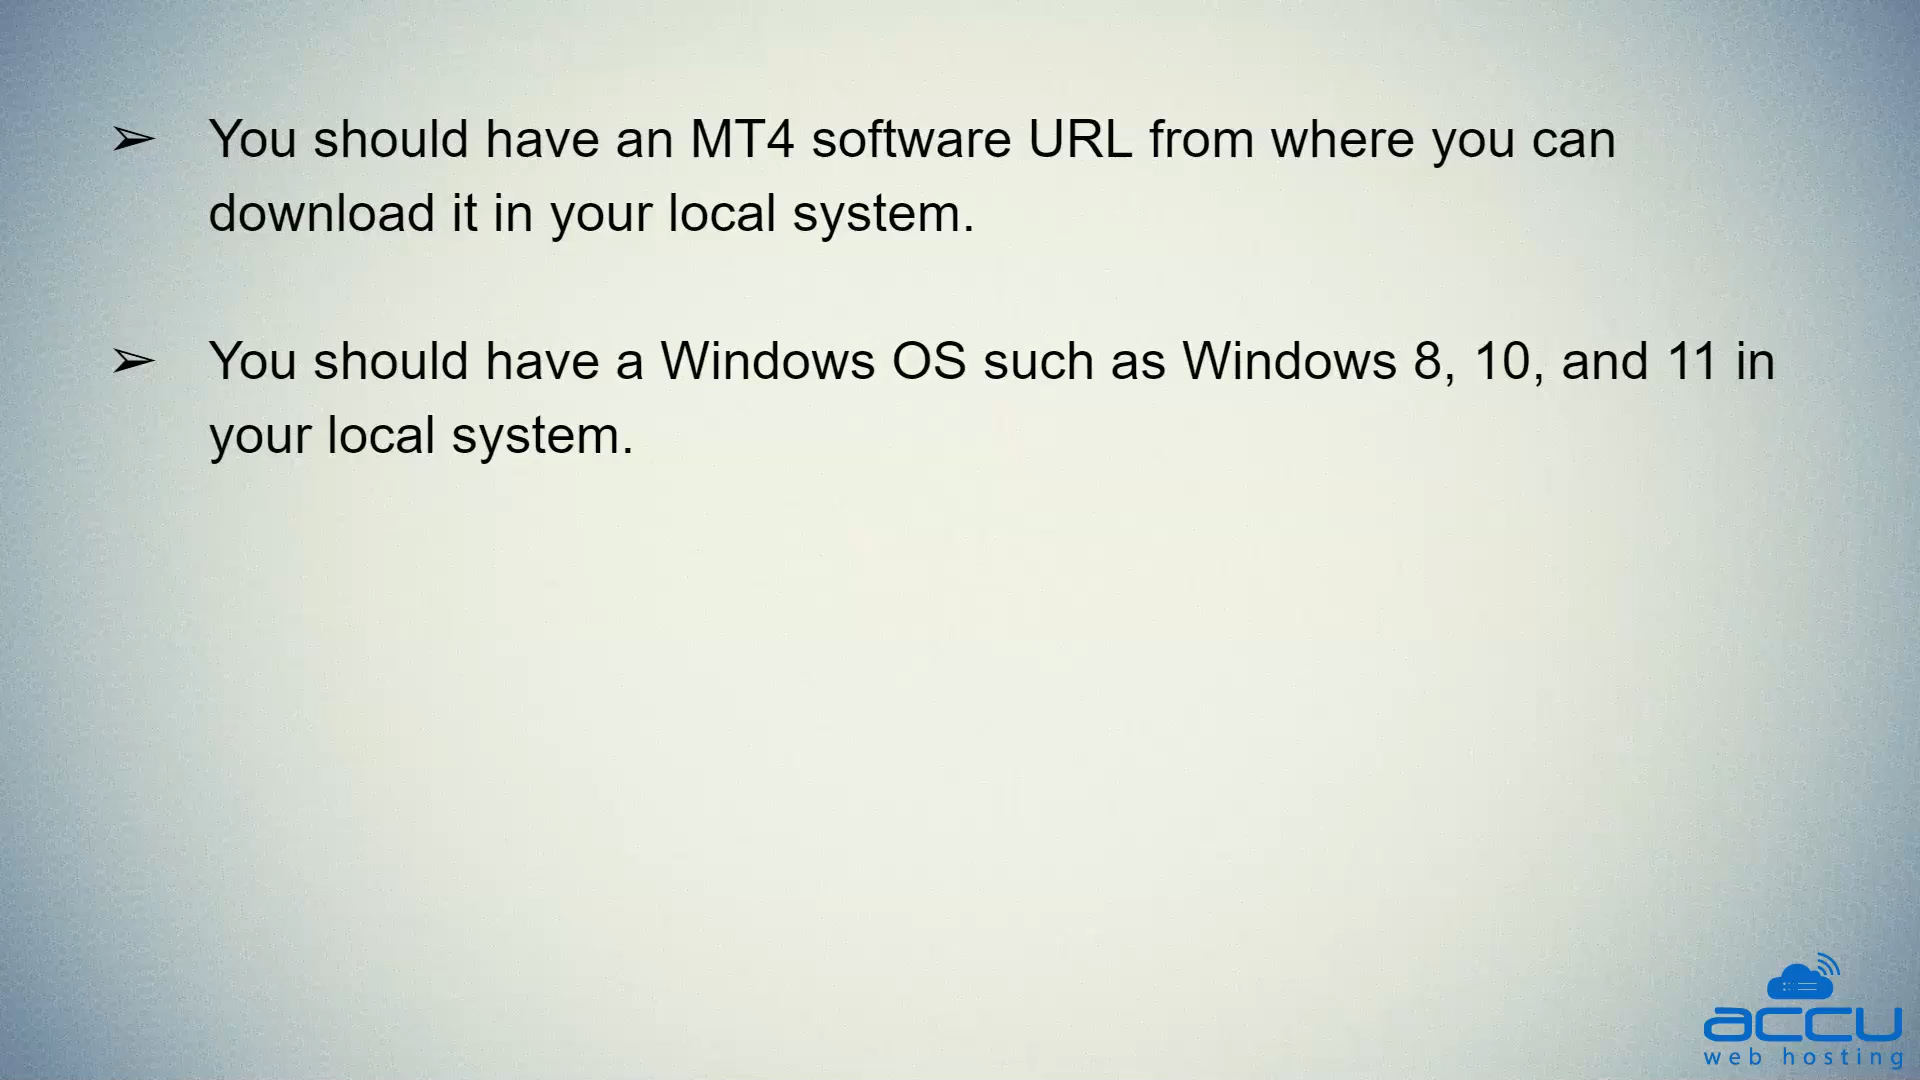 ➢ You should have an MT4 software URL from where you can
download it in your local system.
➢ You should have a Windows OS such as Windows 8, 10, and 11 in
your local system.
accu
web hosting